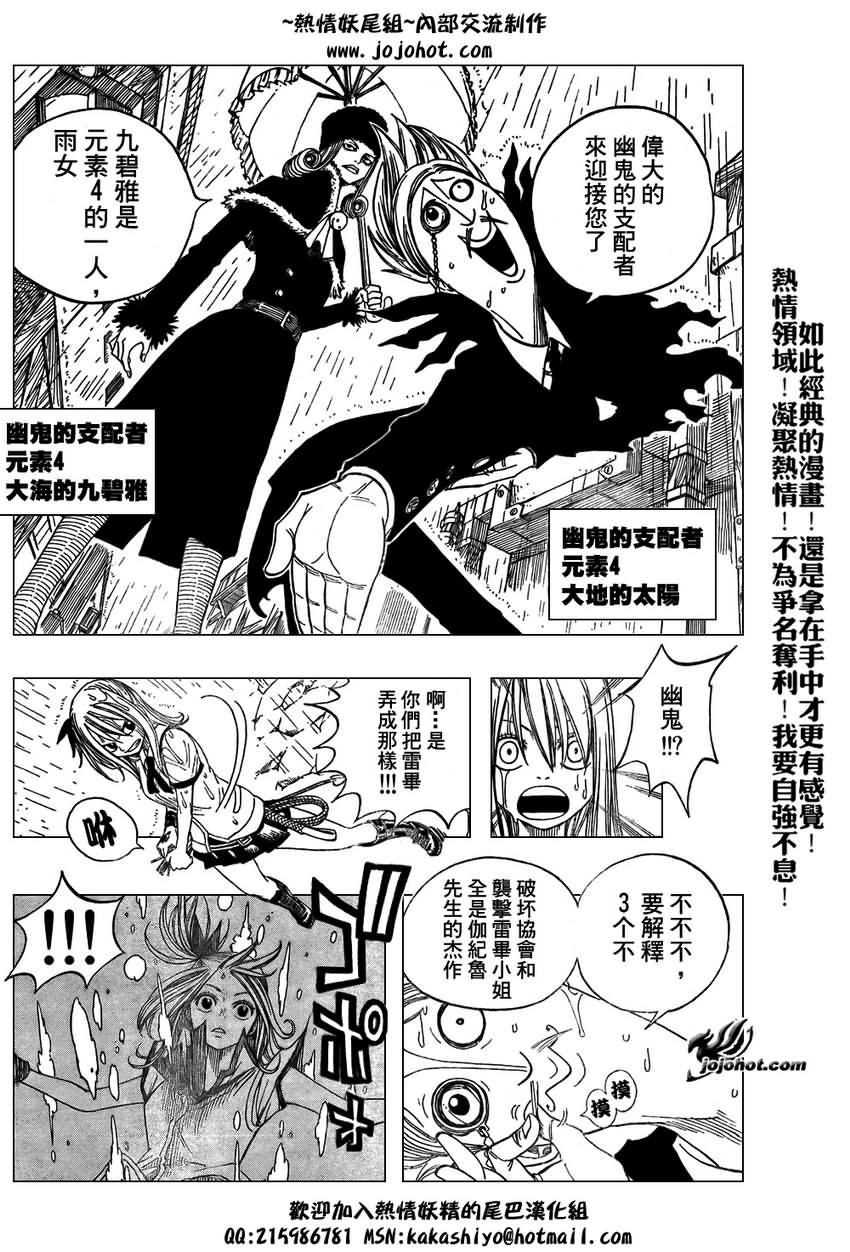 ~熱情妖尾組~內部交流制作
www.jojohot.com
偉大的
幽鬼的支配者
來迎接您了
九碧雅是
元素4的一人，
雨女
幽鬼的支配者
元素4
大海的九碧雅
幽鬼的支配者
元素4
大地的太陽
如此經典的漫畫！還是拿在手中才更有感覺！
熱情領域！凝聚熱情！不為爭名奪利！我要自強不息！
幽鬼
!!?
啊…是
你們把雷畢
弄成那樣!!!
不不不，
要解釋
3个不
破坏協會和
襲擊雷畢小姐
全是伽紀魯
先生的杰作
摸
摸
!!!
jojohot.com
歡迎加入熱情妖精的尾巴漢化組
QQ:215986781 MSN:kakashiyo@hotmail.com